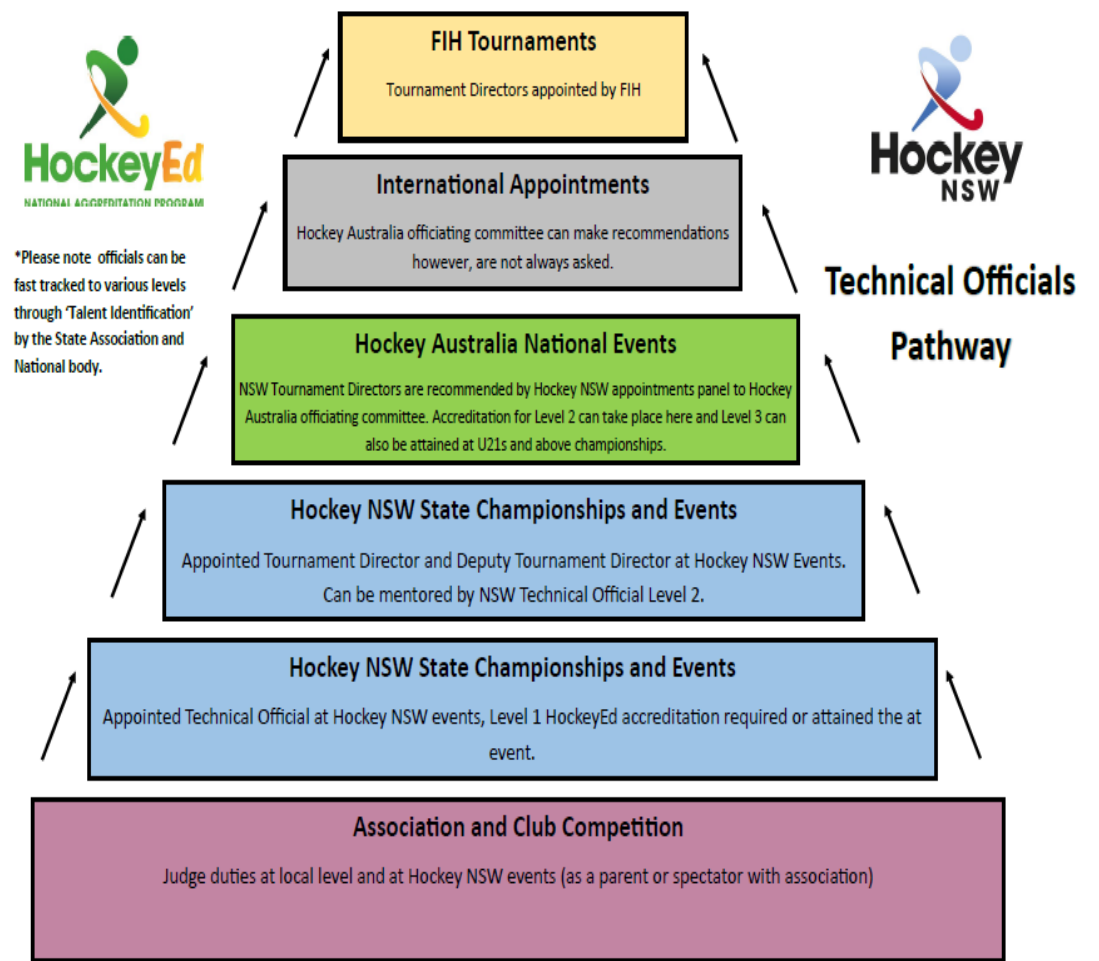 FIH Tournaments
Tournament Directors appointed by FIH
HockeyEd
NATIONAL ACCREDITATION PROGRAM
Hockey
NSW
International Appointments
Hockey Australia officiating committee can make recommendations
however, are not always asked.
*Please note officials can be
fast tracked to various levels
through ‘Talent Identification’
by the State Association and
National body.
Technical Officials
Pathway
Hockey Australia National Events
NSW Tournament Directors are recommended by Hockey NSW appointments panel to Hockey
Australia officiating committee. Accreditation for Level 2 can take place here and Level 3 can
also be attained at U21s and above championships.
Hockey NSW State Championships and Events
Appointed Tournament Director and Deputy Tournament Director at Hockey NSW Events.
Can be mentored by NSW Technical Official Level 2.
Hockey NSW State Championships and Events
Appointed Technical Official at Hockey NSW events, Level 1 HockeyEd accreditation required or attained the at
event.
Association and Club Competition
Judge duties at local level and at Hockey NSW events (as a parent or spectator with association)